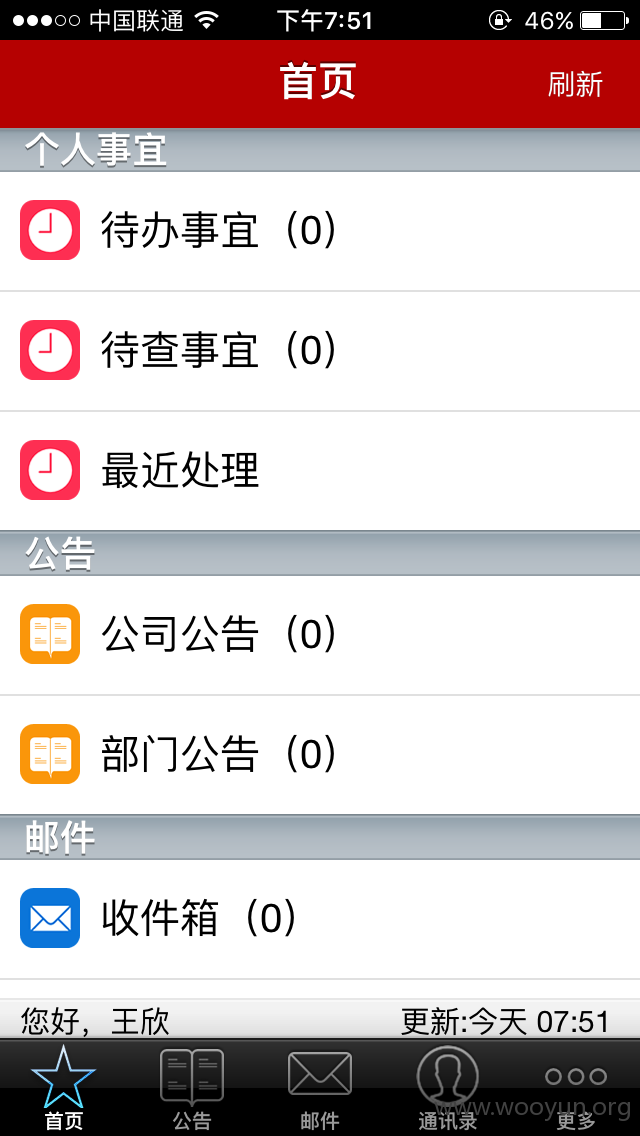 中国联通 下午7:51 46%
首页 刷新
个人事宜
待办事宜（0）
待查事宜（0）
最近处理
公告
公司公告（0）
部门公告（0）
邮件
收件箱（0）
您好，王欣 更新:今天 07:51
首页 公告 邮件 通讯录 更多
www.wooyun.org